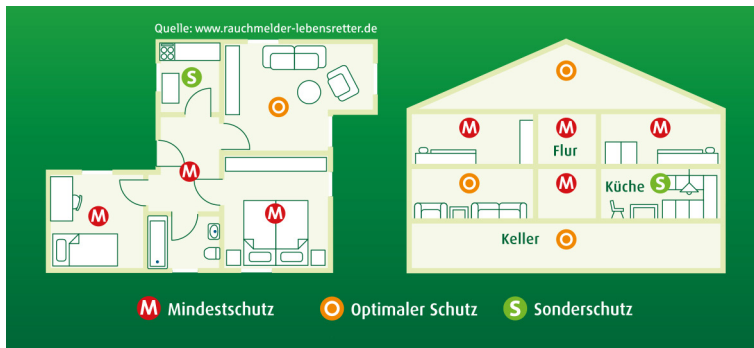 Quelle: www.rauchmelder-lebensretter.de
S
O
M
M
M
O
M
M
M
Flur
O
M
Küche S
Keller O
M Mindestschutz O Optimaler Schutz S Sonderschutz